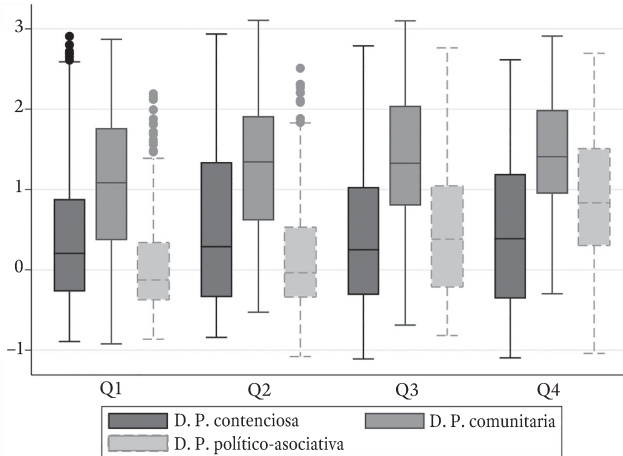 3
2
1
0
–1
Q1 Q2 Q3 Q4
D. P. contenciosa D. P. comunitaria
D. P. político-asociativa